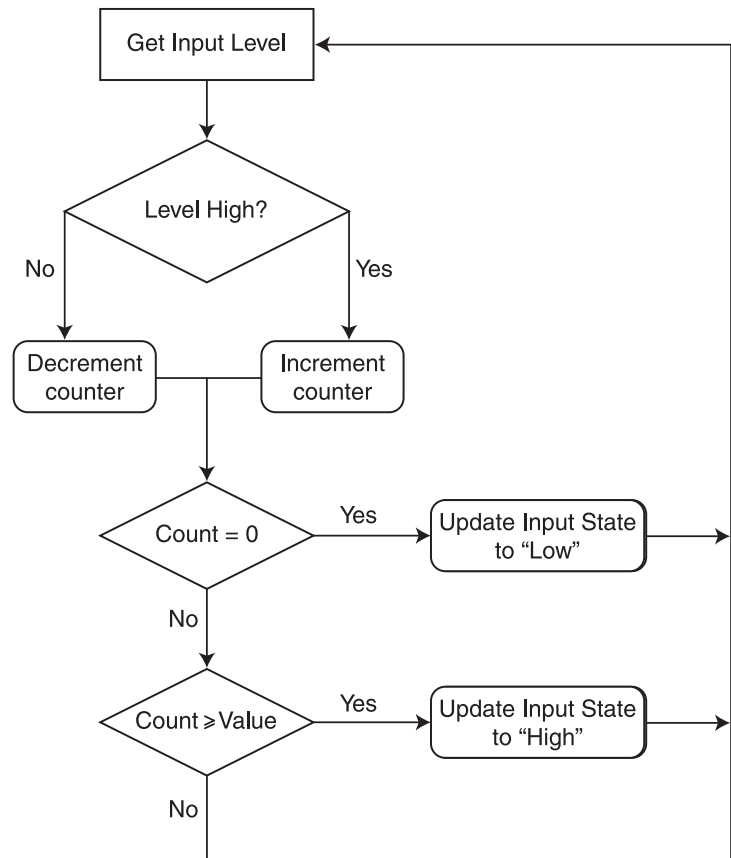 Get Input Level
Level High?
No
Yes
Decrement
counter
Increment
counter
Count = 0
Yes
Update Input State
to “Low”
No
Count ⩾ Value
Yes
Update Input State
to “High”
No